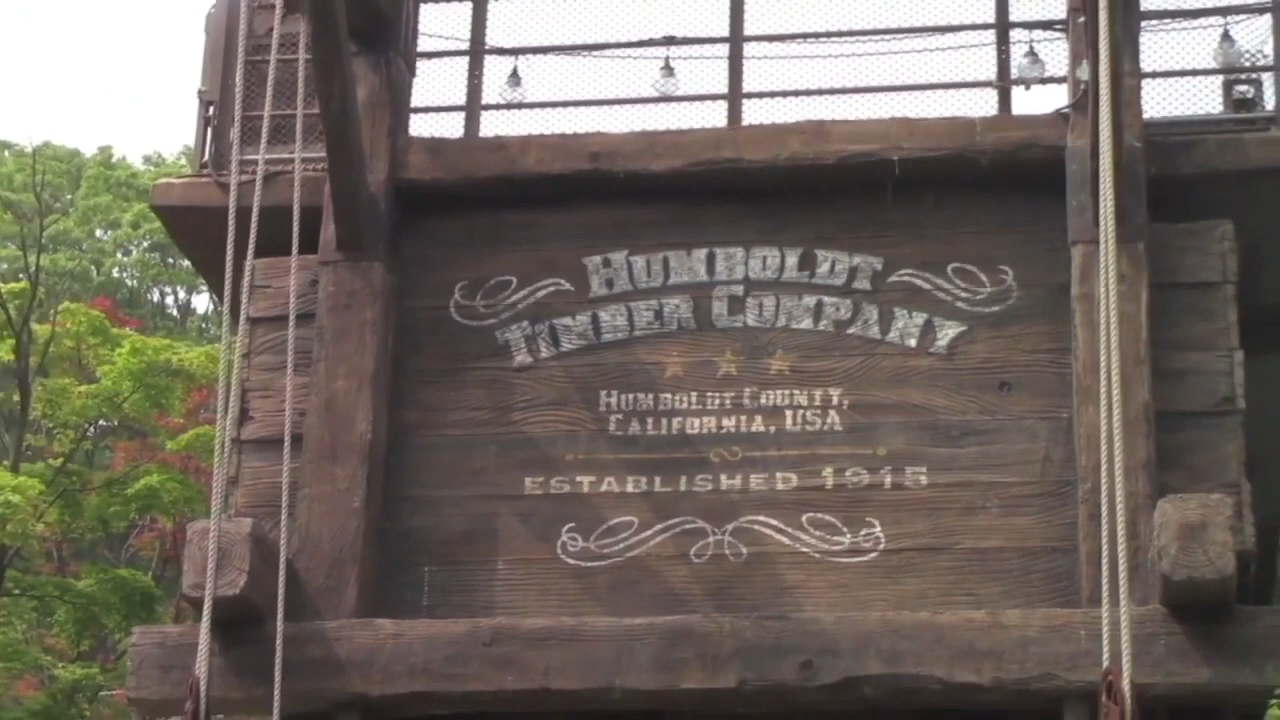 HUMBOLDT
TIMBER COMPANY
HUMBOLDT COUNTY,
CALIFORNIA, USA
ESTABLISHED 1915